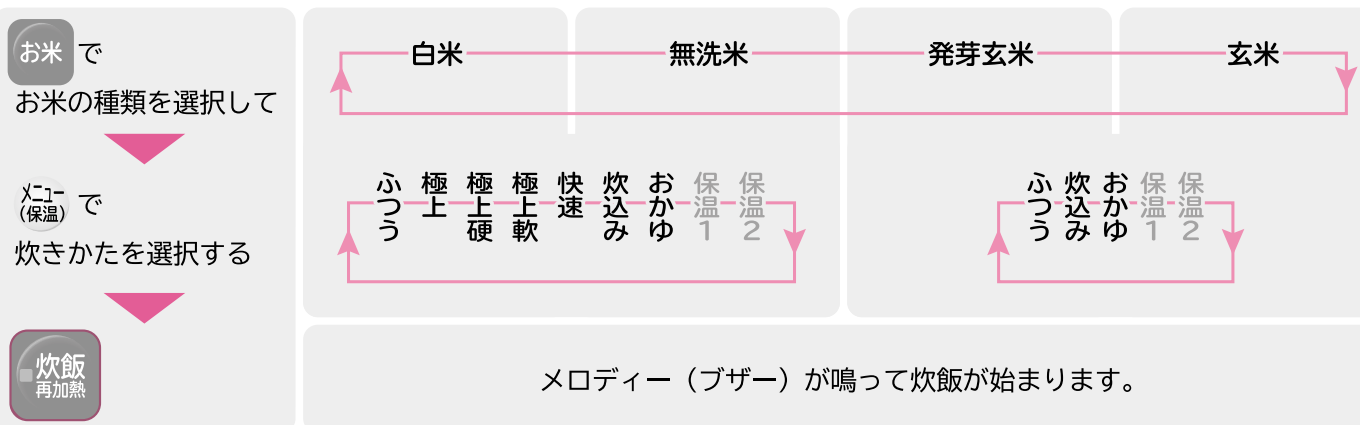 お米 で
お米の種類を選択して
メニュー
（保温） で
炊きかたを選択する
炊飯
再加熱
白米 無洗米 発芽玄米 玄米
ふつう 極上 極上硬 極上軟 快速 炊込み おかゆ 保温1 保温2
ふつう 炊込み おかゆ 保温1 保温2
メロディー（ブザー）が鳴って炊飯が始まります。